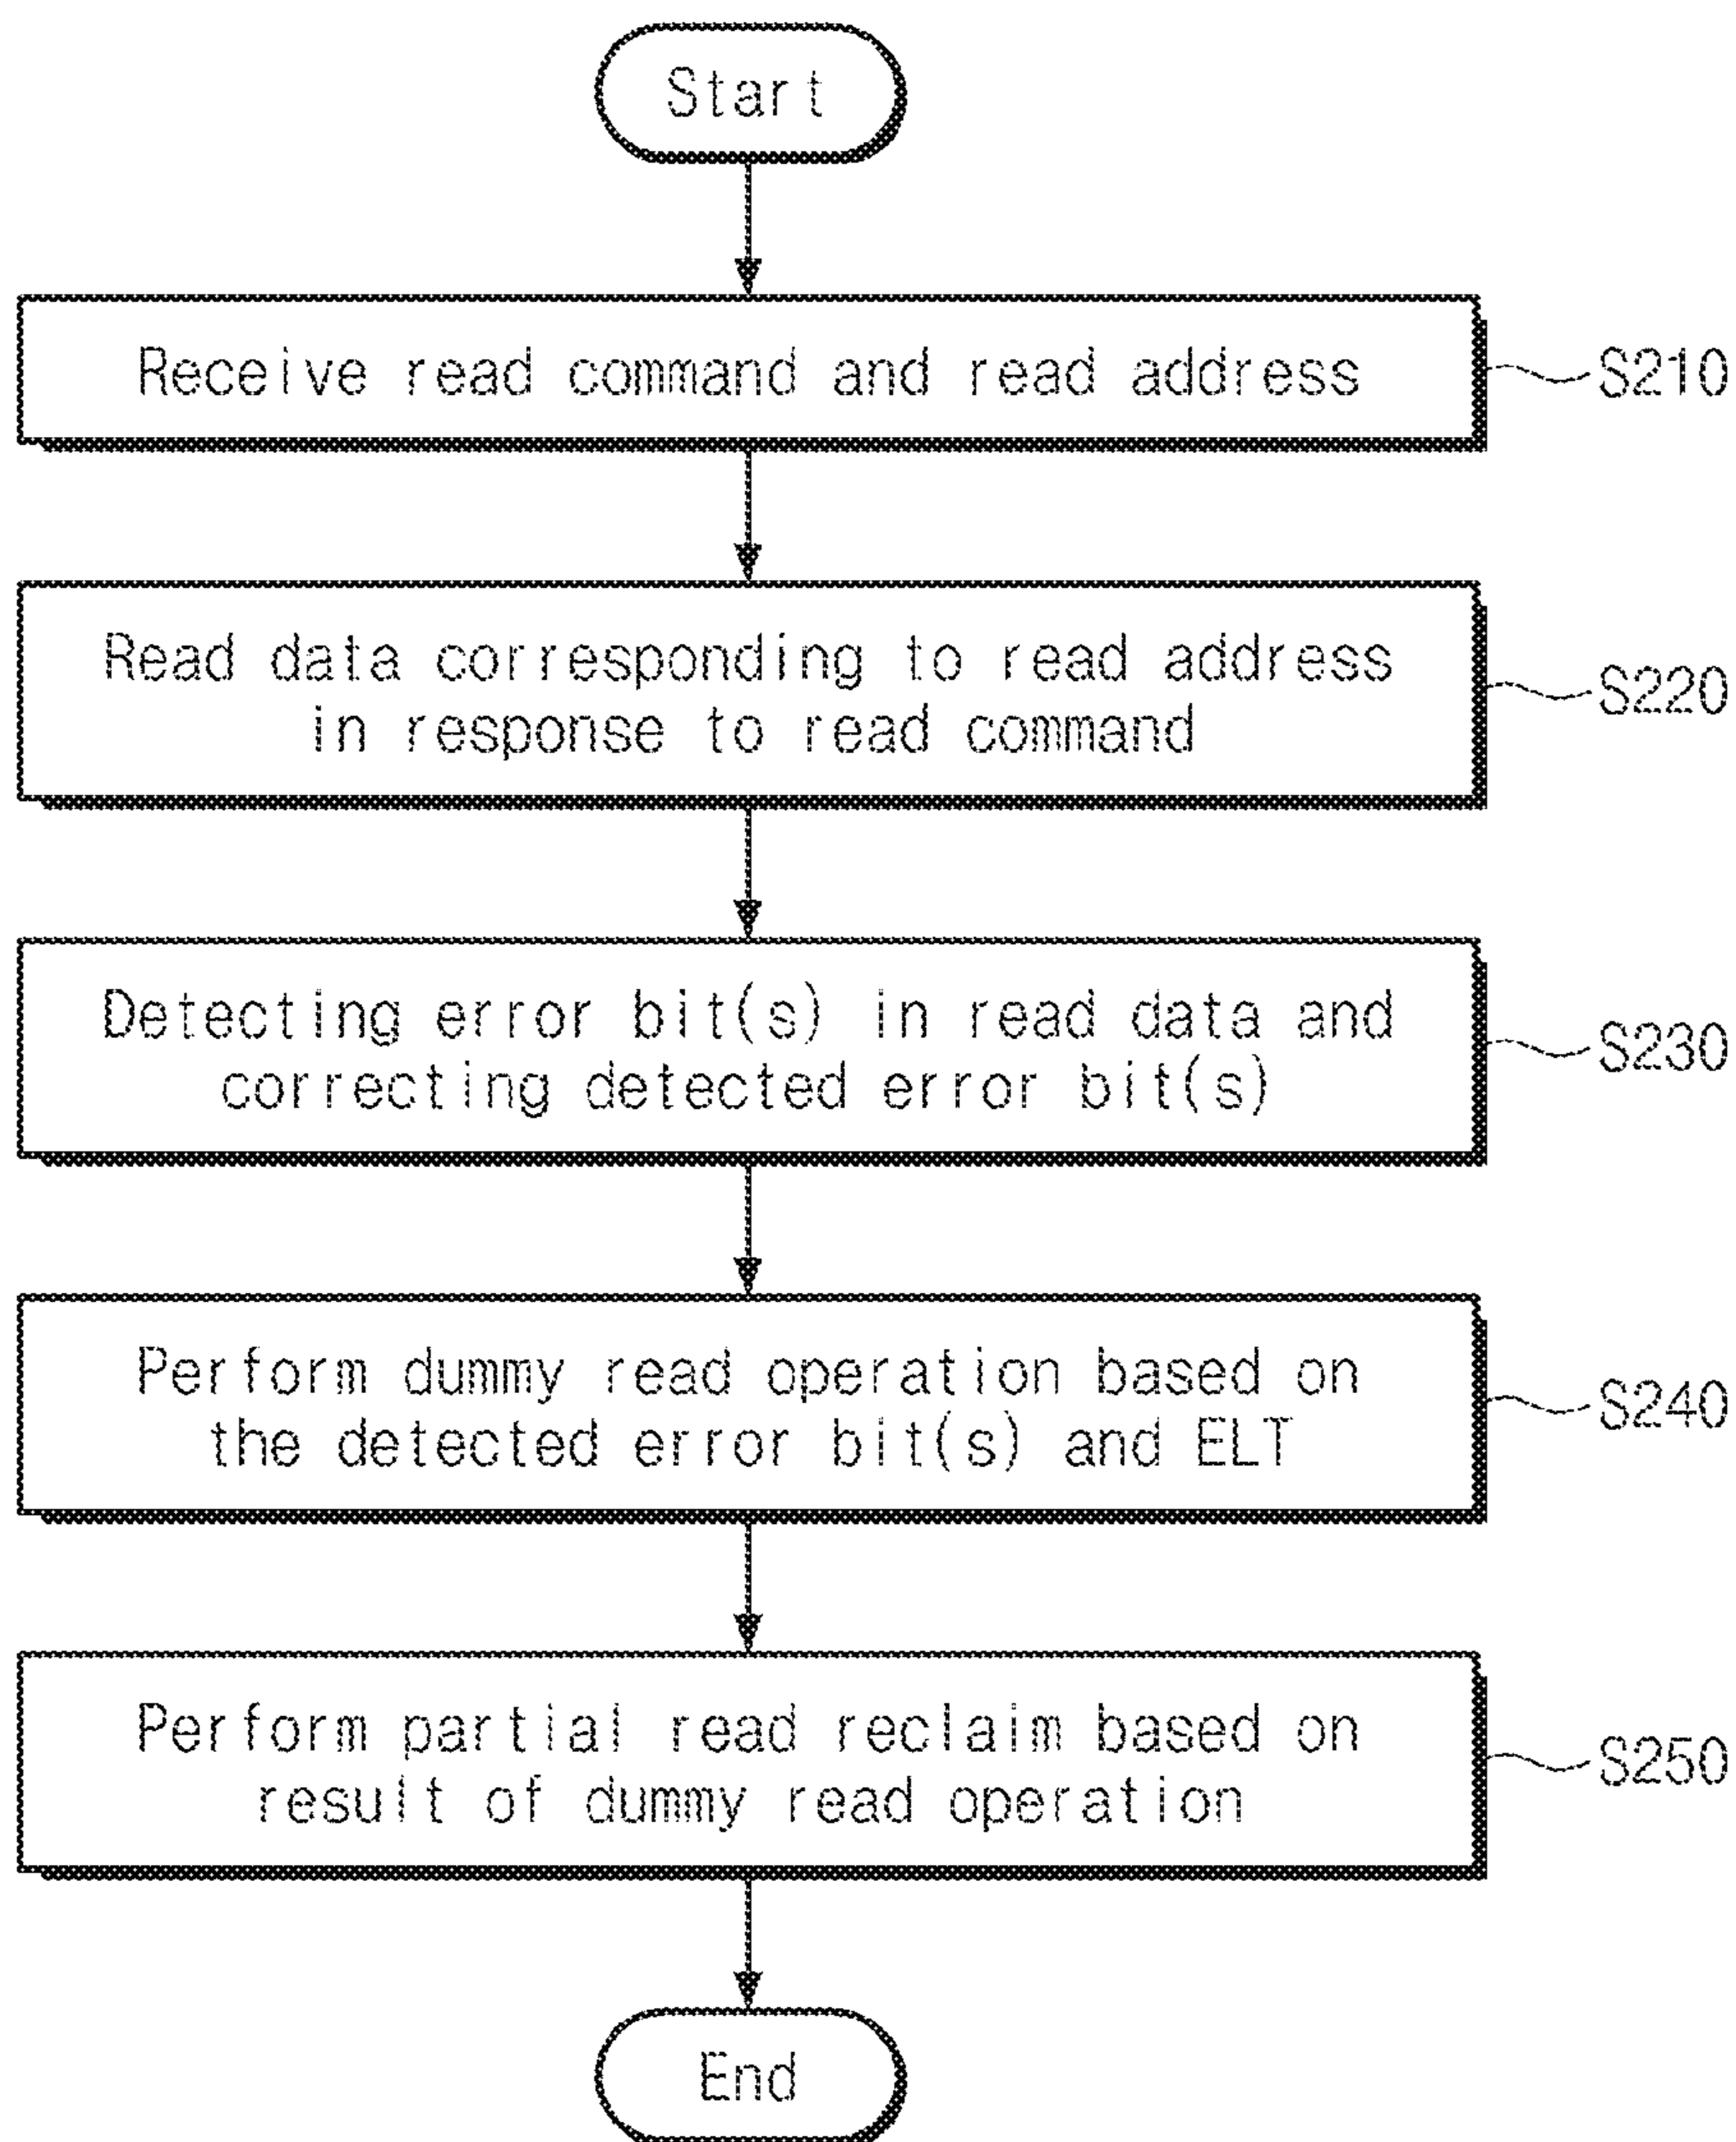 Start
Receive read command and read address
S210
Read data corresponding to read address
in response to read command
S220
Detecting error bit(s) in read data and
correcting detected error bit(s)
S230
Perform dummy read operation based on
the detected error bit(s) and ELT
S240
Perform partial read reclaim based on
result of dummy read operation
S250
End